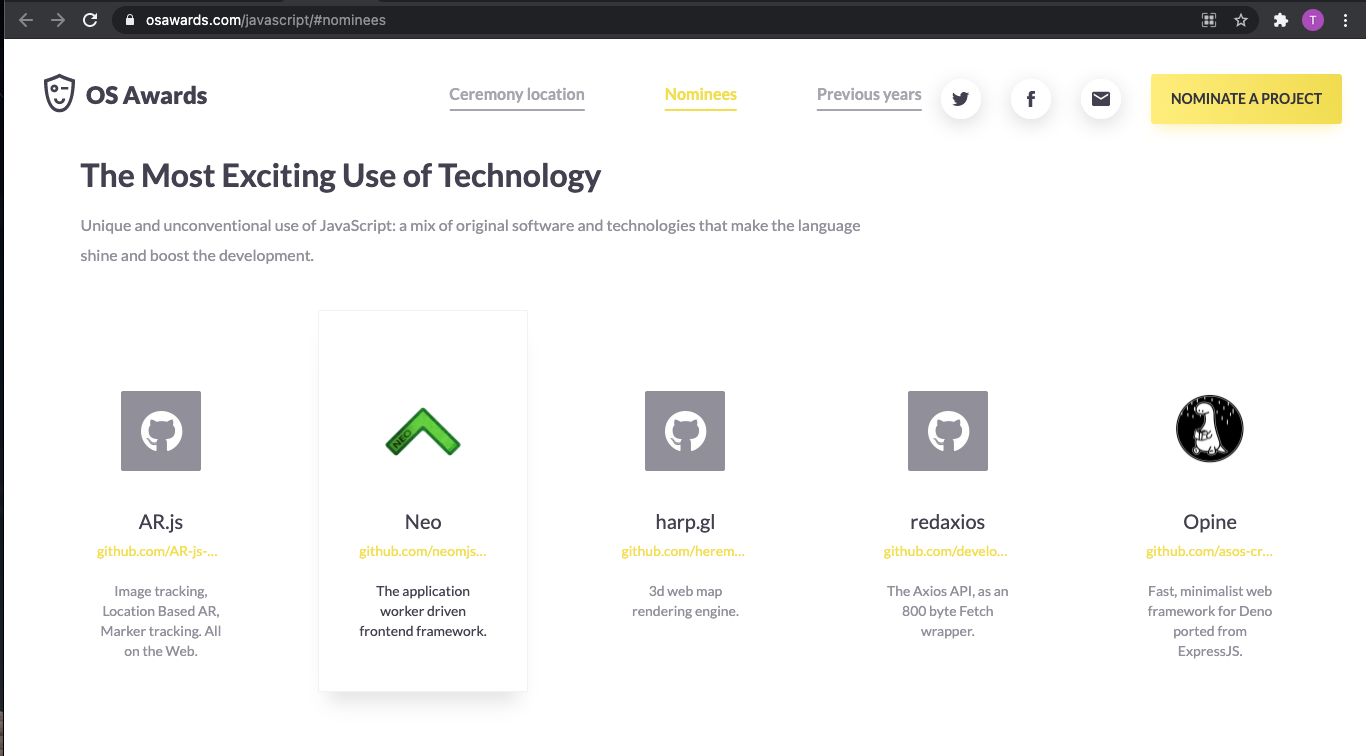 osawards.com/javascript/#nominees
T
OS Awards
Ceremony location
Nominees
Previous years
NOMINATE A PROJECT
The Most Exciting Use of Technology
Unique and unconventional use of JavaScript: a mix of original software and technologies that make the language
shine and boost the development.
AR.js
github.com/AR-js-...
Image tracking,
Location Based AR,
Marker tracking. All
on the Web.
NEO
Neo
github.com/neomjs...
The application
worker driven
frontend framework.
harp.gl
github.com/herem...
3d web map
rendering engine.
redaxios
github.com/develo...
The Axios API, as an
800 byte Fetch
wrapper.
Opine
github.com/asos-cr...
Fast, minimalist web
framework for Deno
ported from
ExpressJS.